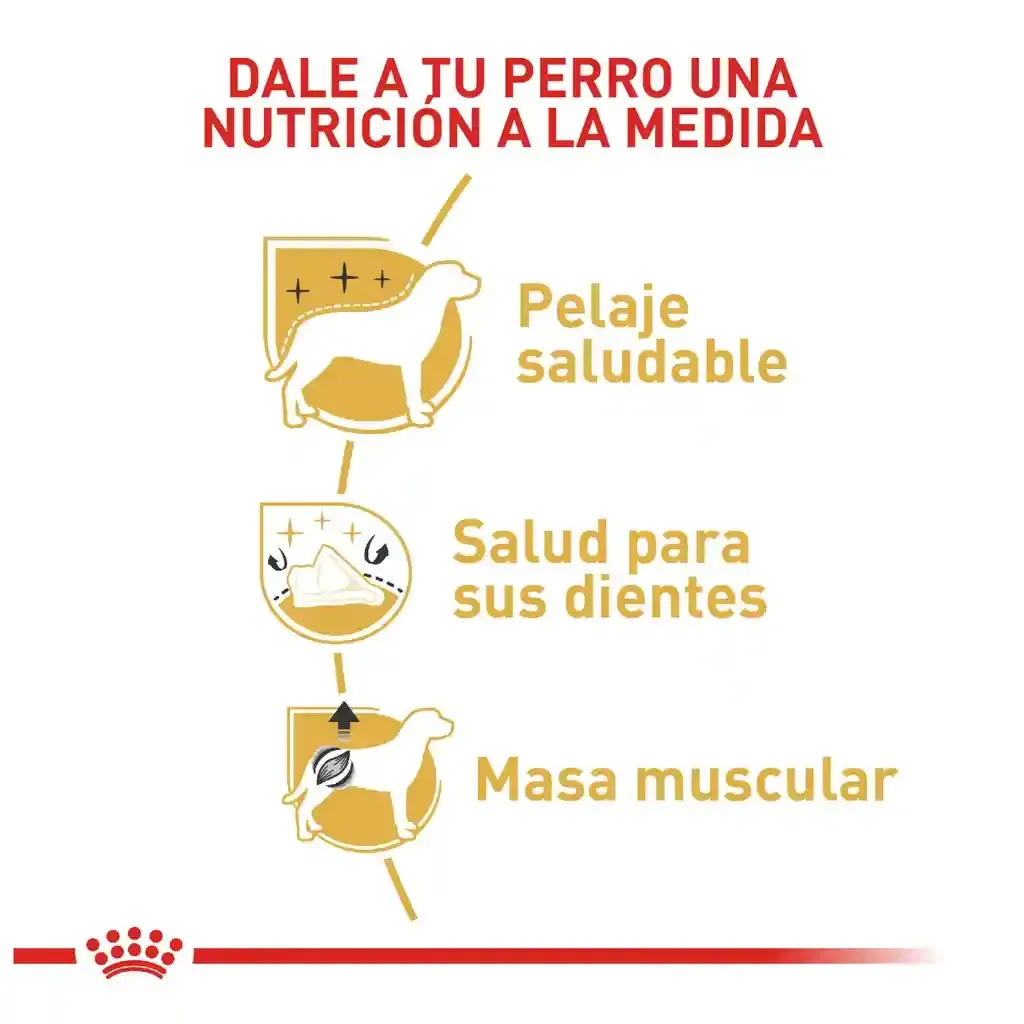 DALE A TU PERRO UNA
NUTRICIÓN A LA MEDIDA
Pelaje
saludable
Salud para
sus dientes
Masa muscular